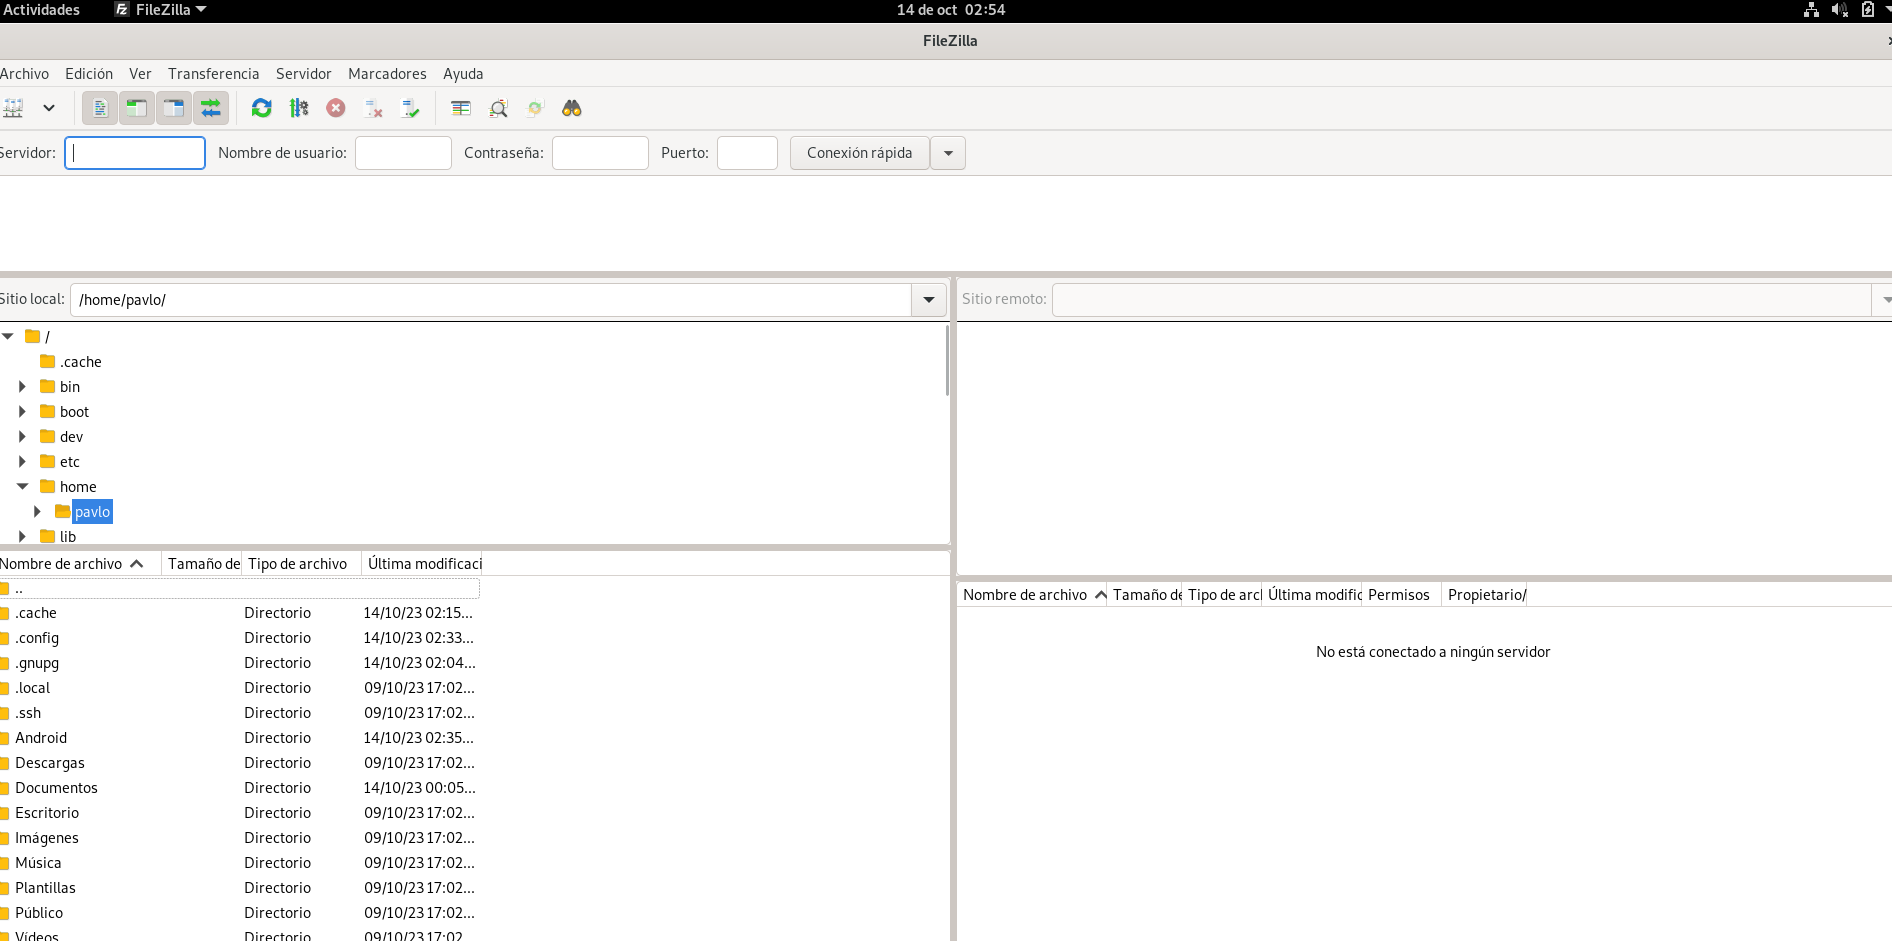 Actividades FileZilla 14 de oct 02:54
FileZilla
Archivo Edición Ver Transferencia Servidor Marcadores Ayuda
Servidor: Nombre de usuario: Contraseña: Puerto: Conexión rápida
Sitio local: /home/pavlo/
/
.cache
bin
boot
dev
etc
home
pavlo
lib
Nombre de archivo Tamaño de Tipo de archivo Última modificaci
..
.cache Directorio 14/10/23 02:15...
.config Directorio 14/10/23 02:33...
.gnupg Directorio 14/10/23 02:04...
.local Directorio 09/10/23 17:02...
.ssh Directorio 09/10/23 17:02...
Android Directorio 14/10/23 02:35...
Descargas Directorio 09/10/23 17:02...
Documentos Directorio 14/10/23 00:05...
Escritorio Directorio 09/10/23 17:02...
Imágenes Directorio 09/10/23 17:02...
Música Directorio 09/10/23 17:02...
Plantillas Directorio 09/10/23 17:02...
Público Directorio 09/10/23 17:02...
Vídeos Directorio 09/10/23 17:02
Sitio remoto:
Nombre de archivo Tamaño de Tipo de arcl Última modific Permisos Propietario/
No está conectado a ningún servidor